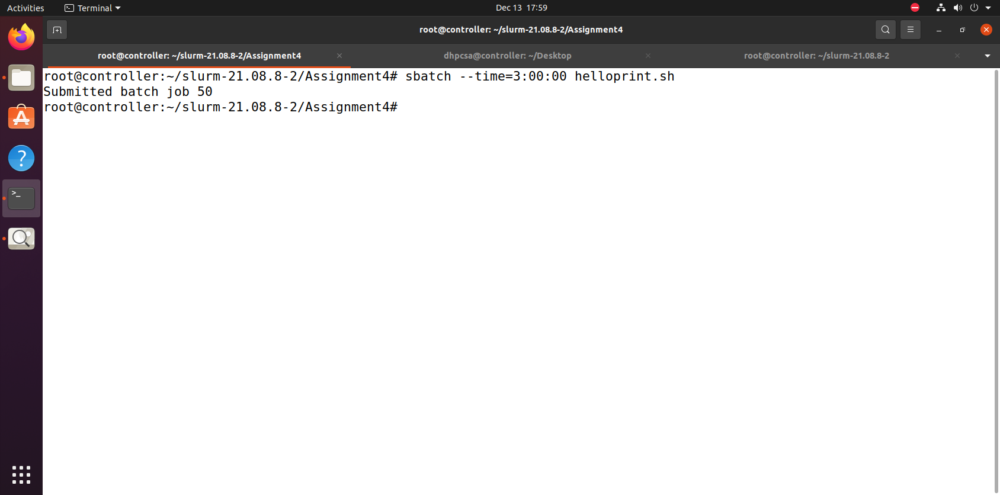 Activities
Terminal
Dec 13 17:59
root@controller: ~/slurm-21.08.8-2/Assignment4
root@controller: ~/slurm-21.08.8-2/Assignment4
dhpcsa@controller: ~/Desktop
root@controller: ~/slurm-21.08.8-2
root@controller:~/slurm-21.08.8-2/Assignment4# sbatch --time=3:00:00 helloprint.sh
Submitted batch job 50
root@controller:~/slurm-21.08.8-2/Assignment4#